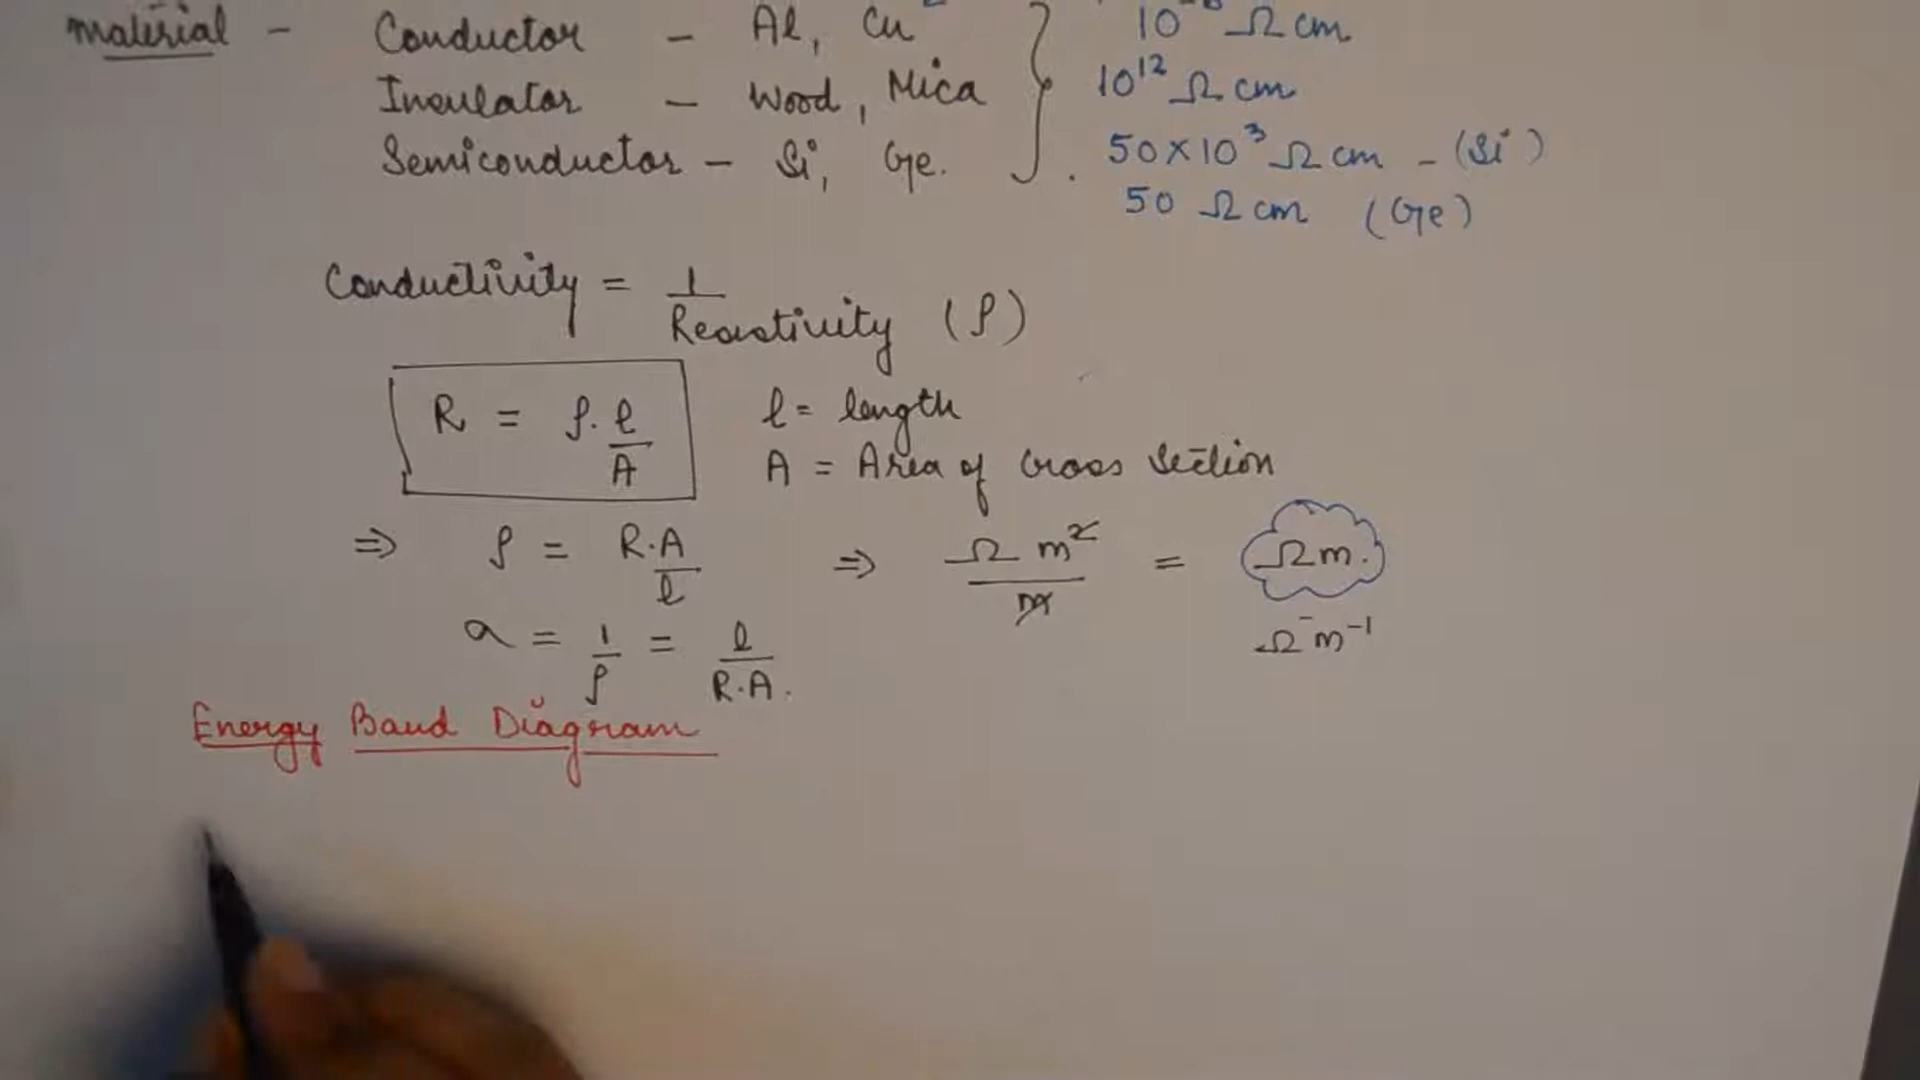 Material - Conductor - Al, Cu } Ω cm
Insulator - Wood, Mica 10¹² Ω cm
Semiconductor - Si, Ge. 50×10³ Ω cm - (Si)
50 Ω cm (Ge)
Conductivity = 1/Resistivity (ρ)
R = ρ.l/A l = length
A = Area of Cross Section
⇒ ρ = R.A/l ⇒ Ω m²/m = Ωm.
σ = 1/ρ = l/R.A. Ω⁻m⁻¹
Energy Band Diagram